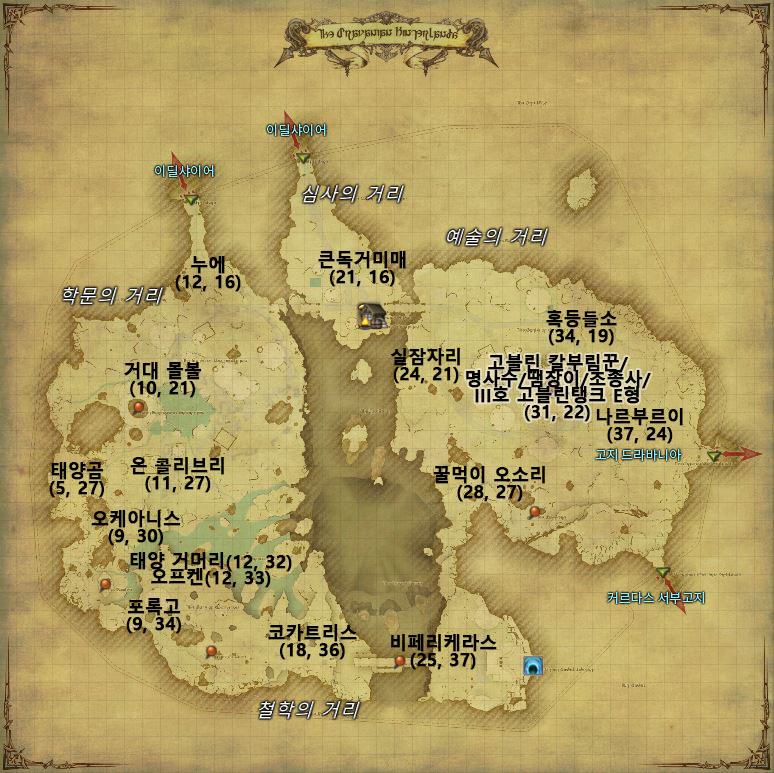 이딜샤이어
이딜샤이어
심사의 거리
예술의 거리
누에
(12, 16)
큰독거미매
(21, 16)
학문의 거리
혹등들소
(34, 19)
거대 몰볼
(10, 21)
실잠자리
(24, 21)
고블린 칼부림꾼/
명사수/땜장이/조종사/
III호 고블린탱크 E형
(31, 22)
나르부르이
(37, 24)
고지 드라바니아
태양곰
(5, 27)
온 콜리브리
(11, 27)
꿀먹이 오소리
(28, 27)
오케아니스
(9, 30)
태양 거머리(12, 32)
오프켄(12, 33)
커르다스 서부고지
포록고
(9, 34)
코카트리스
(18, 36)
비페리케라스
(25, 37)
철학의 거리